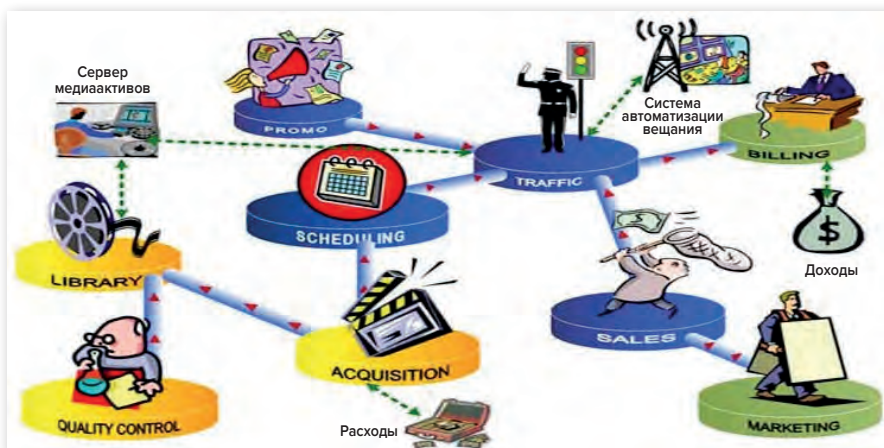 Сервер
медиаактивов
PROMO
Система
автоматизации
вещания
BILLING
TRAFFIC
SCHEDULING
Доходы
LIBRARY
SALES
ACQUISITION
QUALITY CONTROL
Расходы
MARKETING